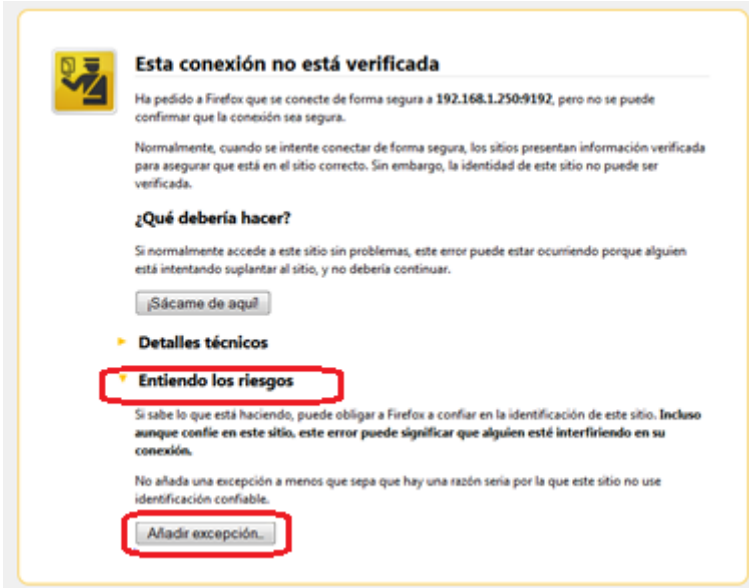 Esta conexión no está verificada
Ha pedido a Firefox que se conecte de forma segura a 192.168.1.250:9192, pero no se puede
confirmar que la conexión sea segura.
Normalmente, cuando se intente conectar de forma segura, los sitios presentan información verificada
para asegurar que está en el sitio correcto. Sin embargo, la identidad de este sitio no puede ser
verificada.
¿Qué debería hacer?
Si normalmente accede a este sitio sin problemas, este error puede estar ocurriendo porque alguien
está intentando suplantar al sitio, y no debería continuar.
¡Sácame de aquí!
Detalles técnicos
Entiendo los riesgos
Si sabe lo que está haciendo, puede obligar a Firefox a confiar en la identificación de este sitio. Incluso
aunque confíe en este sitio, este error puede significar que alguien esté interfiriendo en su
conexión.
No añada una excepción a menos que sepa que hay una razón seria por la que este sitio no use
identificación confiable.
Añadir excepción..